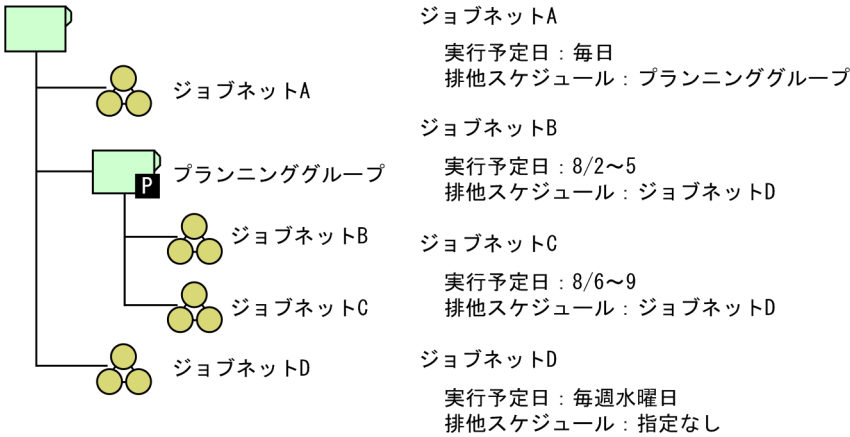 ジョブネットA
プランニンググループ
P
ジョブネットB
ジョブネットC
ジョブネットD
ジョブネットA
実行予定日：毎日
排他スケジュール：プランニンググループ
ジョブネットB
実行予定日：8/2～5
排他スケジュール：ジョブネットD
ジョブネットC
実行予定日：8/6～9
排他スケジュール：ジョブネットD
ジョブネットD
実行予定日：毎週水曜日
排他スケジュール：指定なし